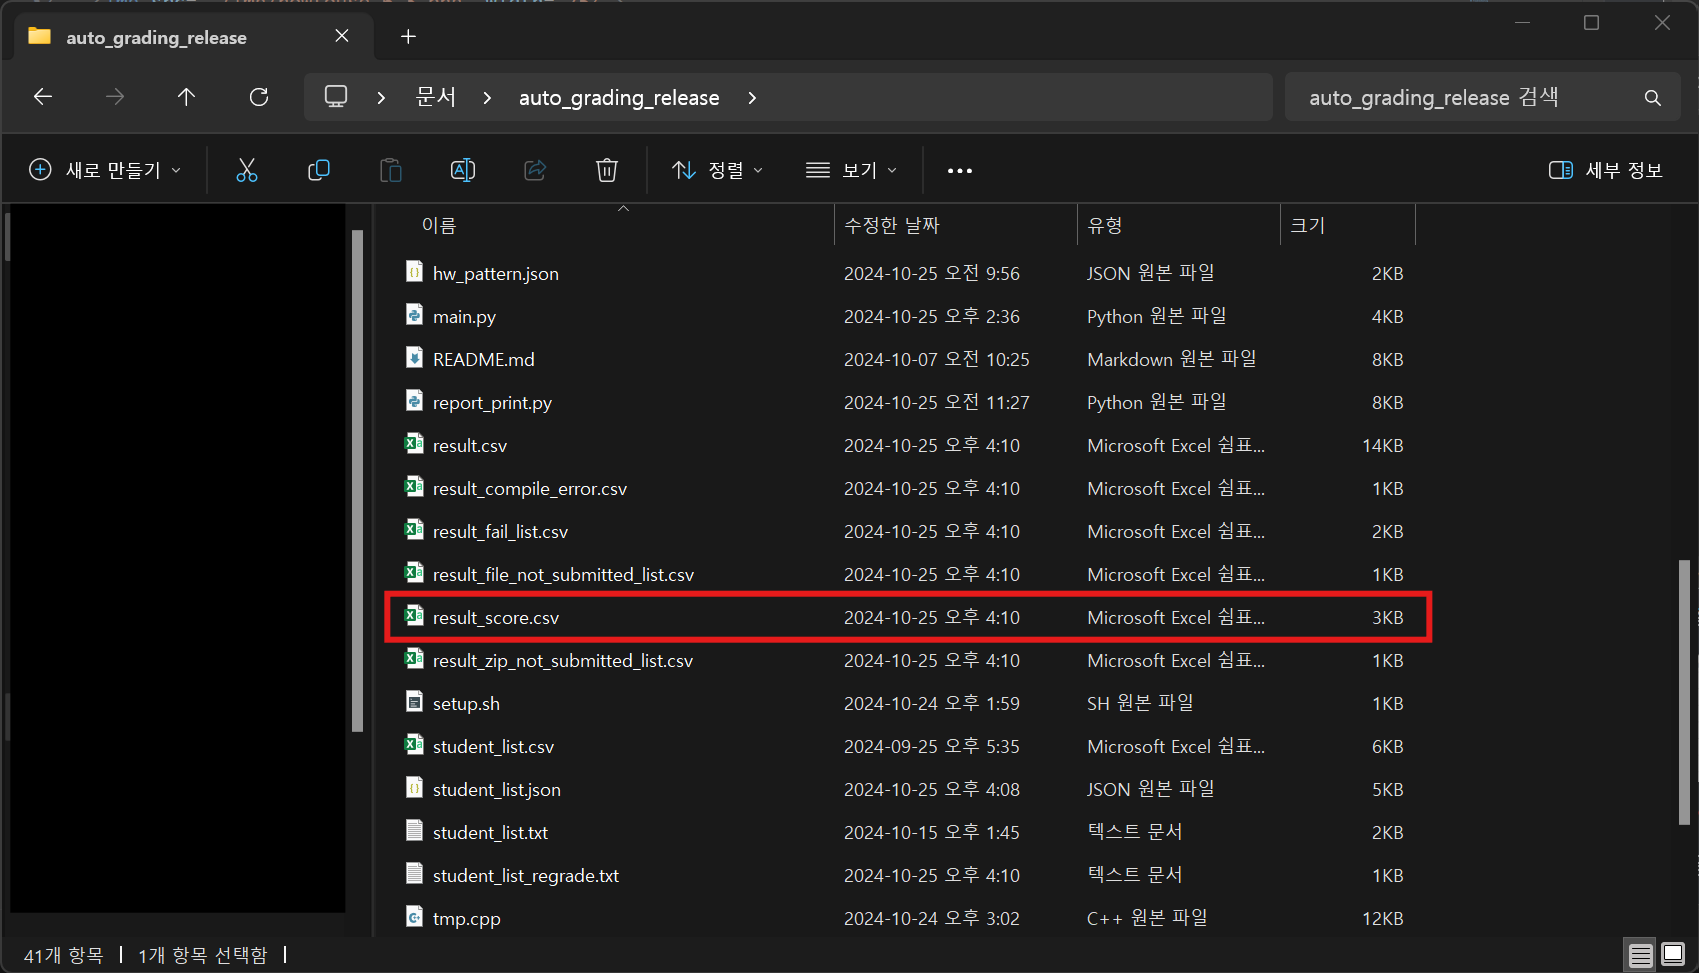 auto_grading_release
문서 auto_grading_release
auto_grading_release 검색
새로 만들기 정렬 보기 세부 정보
이름 수정한 날짜 유형 크기
hw_pattern.json 2024-10-25 오전 9:56 JSON 원본 파일 2KB
main.py 2024-10-25 오후 2:36 Python 원본 파일 4KB
README.md 2024-10-07 오전 10:25 Markdown 원본 파일 8KB
report_print.py 2024-10-25 오전 11:27 Python 원본 파일 8KB
result.csv 2024-10-25 오후 4:10 Microsoft Excel 쉼표... 14KB
result_compile_error.csv 2024-10-25 오후 4:10 Microsoft Excel 쉼표... 1KB
result_fail_list.csv 2024-10-25 오후 4:10 Microsoft Excel 쉼표... 2KB
result_file_not_submitted_list.csv 2024-10-25 오후 4:10 Microsoft Excel 쉼표... 1KB
result_score.csv 2024-10-25 오후 4:10 Microsoft Excel 쉼표... 3KB
result_zip_not_submitted_list.csv 2024-10-25 오후 4:10 Microsoft Excel 쉼표... 1KB
setup.sh 2024-10-24 오후 1:59 SH 원본 파일 1KB
student_list.csv 2024-09-25 오후 5:35 Microsoft Excel 쉼표... 6KB
student_list.json 2024-10-25 오후 4:08 JSON 원본 파일 5KB
student_list.txt 2024-10-15 오후 1:45 텍스트 문서 2KB
student_list_regrade.txt 2024-10-25 오후 4:10 텍스트 문서 1KB
tmp.cpp 2024-10-24 오후 3:02 C++ 원본 파일 12KB
41개 항목 1개 항목 선택함